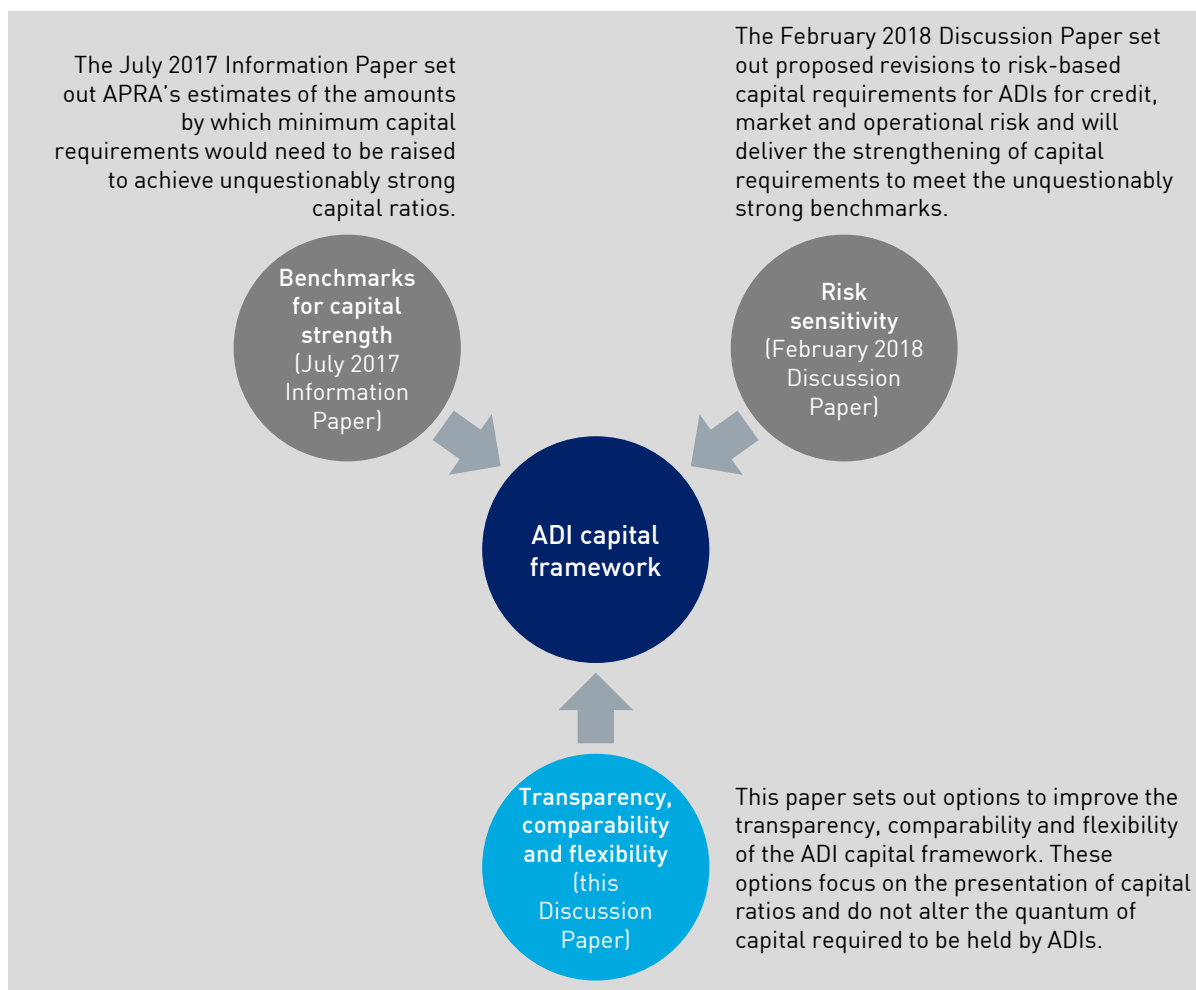 The July 2017 Information Paper set
out APRA's estimates of the amounts
by which minimum capital
requirements would need to be raised
to achieve unquestionably strong
capital ratios.
The February 2018 Discussion Paper set
out proposed revisions to risk-based
capital requirements for ADIs for credit,
market and operational risk and will
deliver the strengthening of capital
requirements to meet the unquestionably
strong benchmarks.
Benchmarks
for capital
strength
(July 2017
Information
Paper)
Risk
sensitivity
(February 2018
Discussion
Paper)
ADI capital
framework
Transparency,
comparability
and flexibility
(this
Discussion
Paper)
This paper sets out options to improve the
transparency, comparability and flexibility
of the ADI capital framework. These
options focus on the presentation of capital
ratios and do not alter the quantum of
capital required to be held by ADIs.